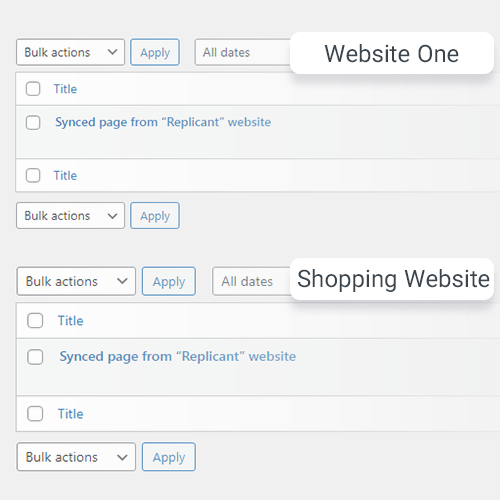 Bulk actions Apply All dates Website One
Title
Synced page from “Replicant” website
Title
Bulk actions Apply
Bulk actions Apply All dates Shopping Website
Title
Synced page from “Replicant” website
Title
Bulk actions Apply